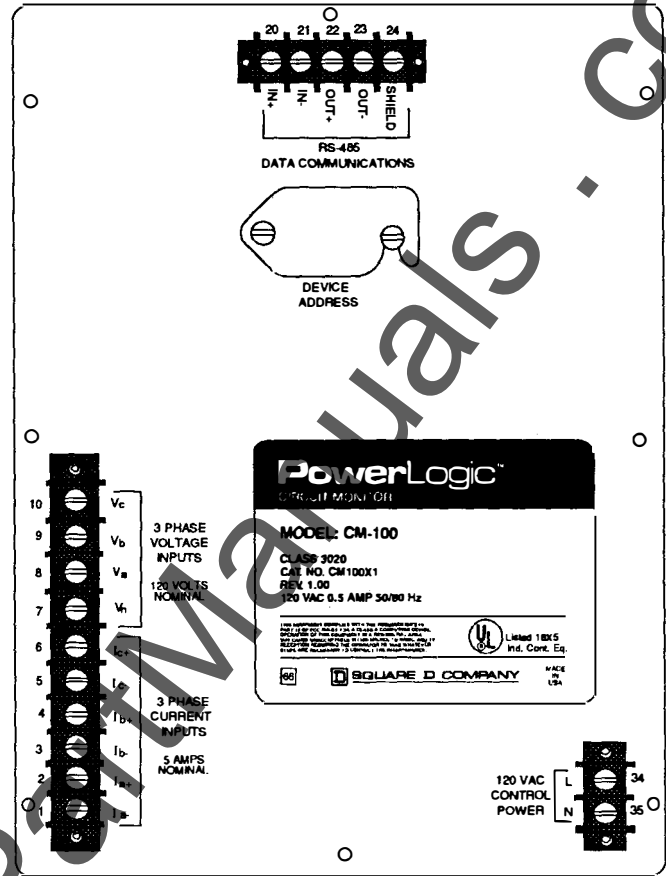 20 21 22 23 24
IN+ IN- OUT+ OUT- SHIELD
RS-485
DATA COMMUNICATIONS
DEVICE
ADDRESS
10 Vc
9 Vb
8 Va
7 Vn
3 PHASE
VOLTAGE
INPUTS
120 VOLTS
NOMINAL
6 Ic+
5 Ic-
4 Ib+
3 Ib-
2 Ia+
1 Ia-
3 PHASE
CURRENT
INPUTS
5 AMPS
NOMINAL
PowerLogic™
CIRCUIT MONITOR
MODEL: CM-100
CLASS 3020
CAT. NO. CM100X1
REV. 1.00
120 VAC 0.5 AMP 50/60 Hz
UL
Listed 18X5
Ind. Cont. Eq.
D SQUARE D COMPANY
MADE
IN
USA
120 VAC
CONTROL
POWER
L 34
N 35